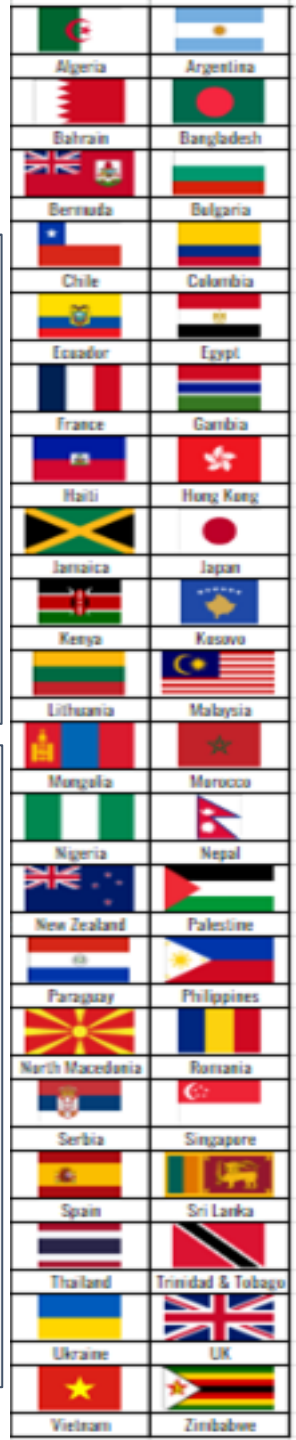 Algeria Argentina
Bahrain Bangladesh
Bermuda Bulgaria
Chile Colombia
Ecuador Egypt
France Gambia
Haiti Hong Kong
Jamaica Japan
Kenya Kosovo
Lithuania Malaysia
Mongolia Morocco
Nigeria Nepal
New Zealand Palestine
Paraguay Philippines
North Macedonia Romania
Serbia Singapore
Spain Sri Lanka
Thailand Trinidad & Tobago
Ukraine UK
Vietnam Zimbabwe